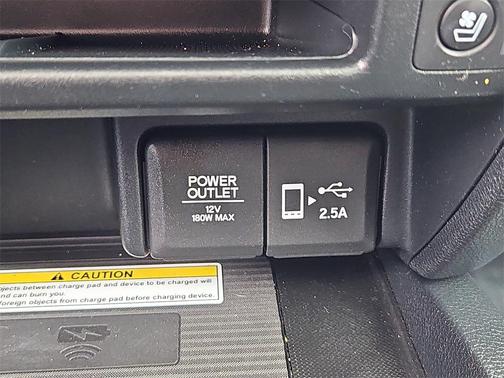 POWER
OUTLET
12V
180W MAX
2.5A
CAUTION
objects between charge pad and device to be charged will
and can burn you.
foreign objects from charge pad before charging device.